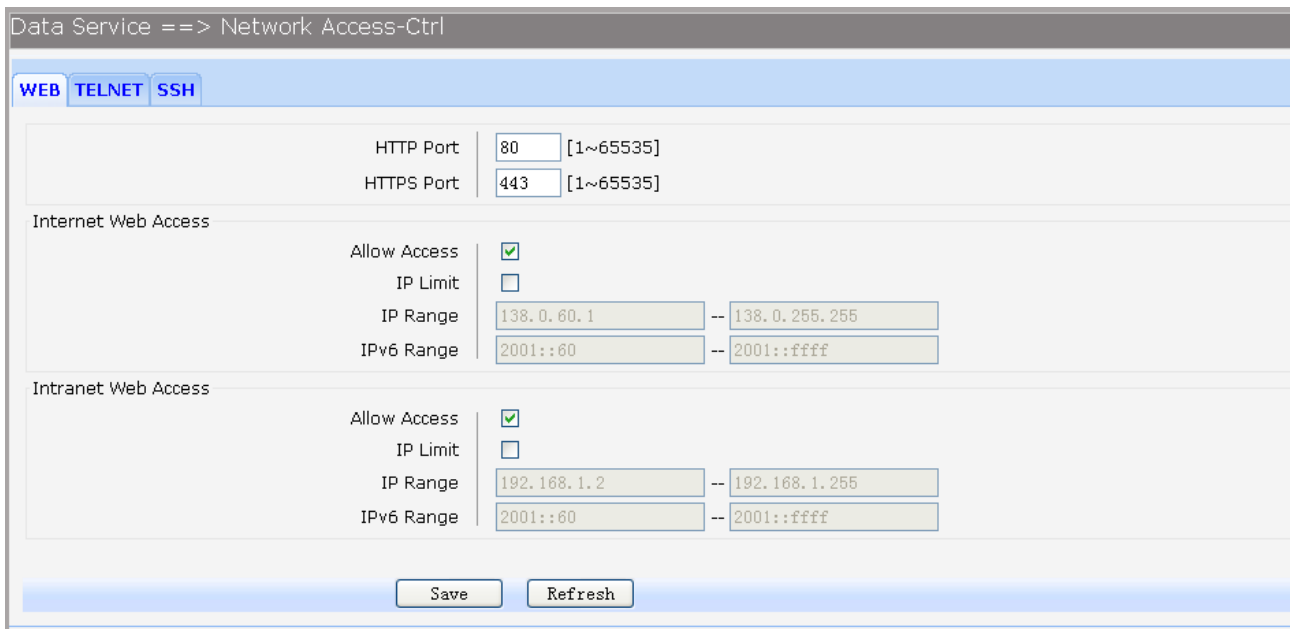 Data Service ==> Network Access-Ctrl
WEB TELNET SSH
HTTP Port 80 [1~65535]
HTTPS Port 443 [1~65535]
Internet Web Access
Allow Access
IP Limit
IP Range 138.0.60.1 -- 138.0.255.255
IPv6 Range 2001::60 -- 2001::ffff
Intranet Web Access
Allow Access
IP Limit
IP Range 192.168.1.2 -- 192.168.1.255
IPv6 Range 2001::60 -- 2001::ffff
Save Refresh